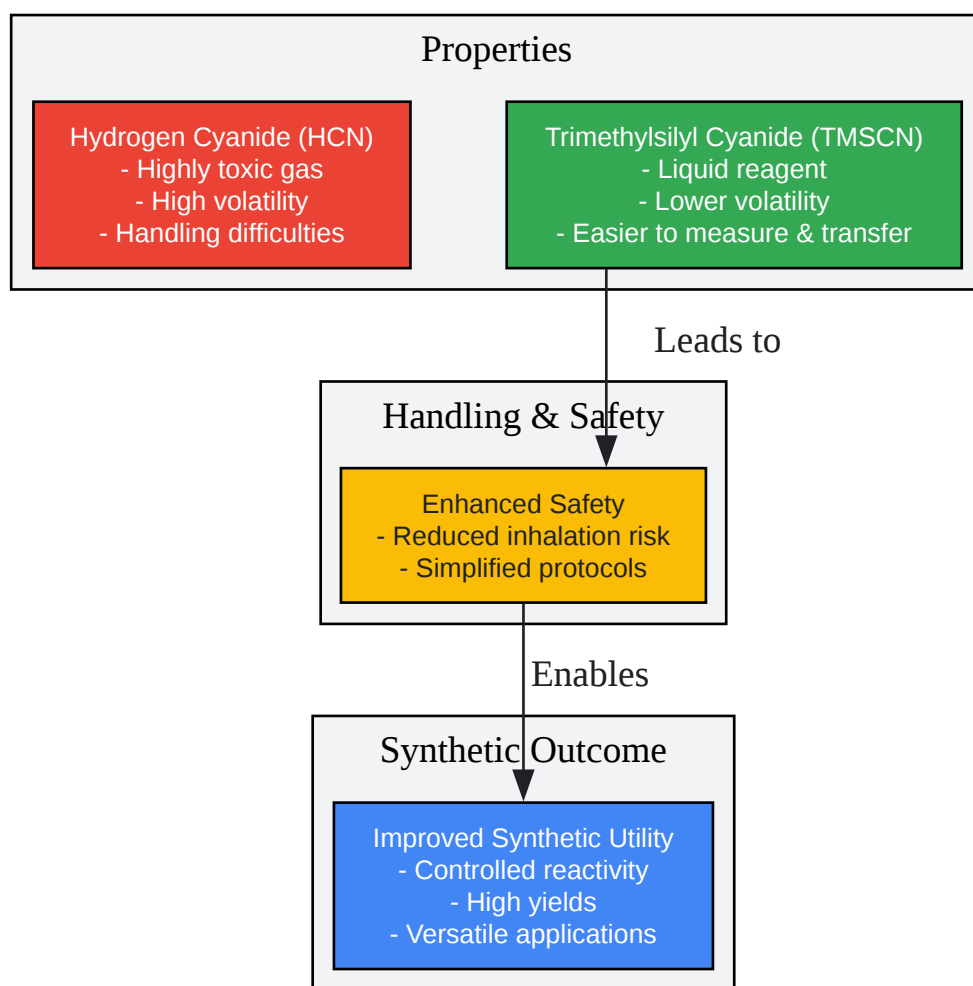 Properties
Hydrogen Cyanide (HCN)
- Highly toxic gas
- High volatility
- Handling difficulties
Trimethylsilyl Cyanide (TMSCN)
- Liquid reagent
- Lower volatility
- Easier to measure & transfer
Leads to
Handling & Safety
Enhanced Safety
- Reduced inhalation risk
- Simplified protocols
Enables
Synthetic Outcome
Improved Synthetic Utility
- Controlled reactivity
- High yields
- Versatile applications